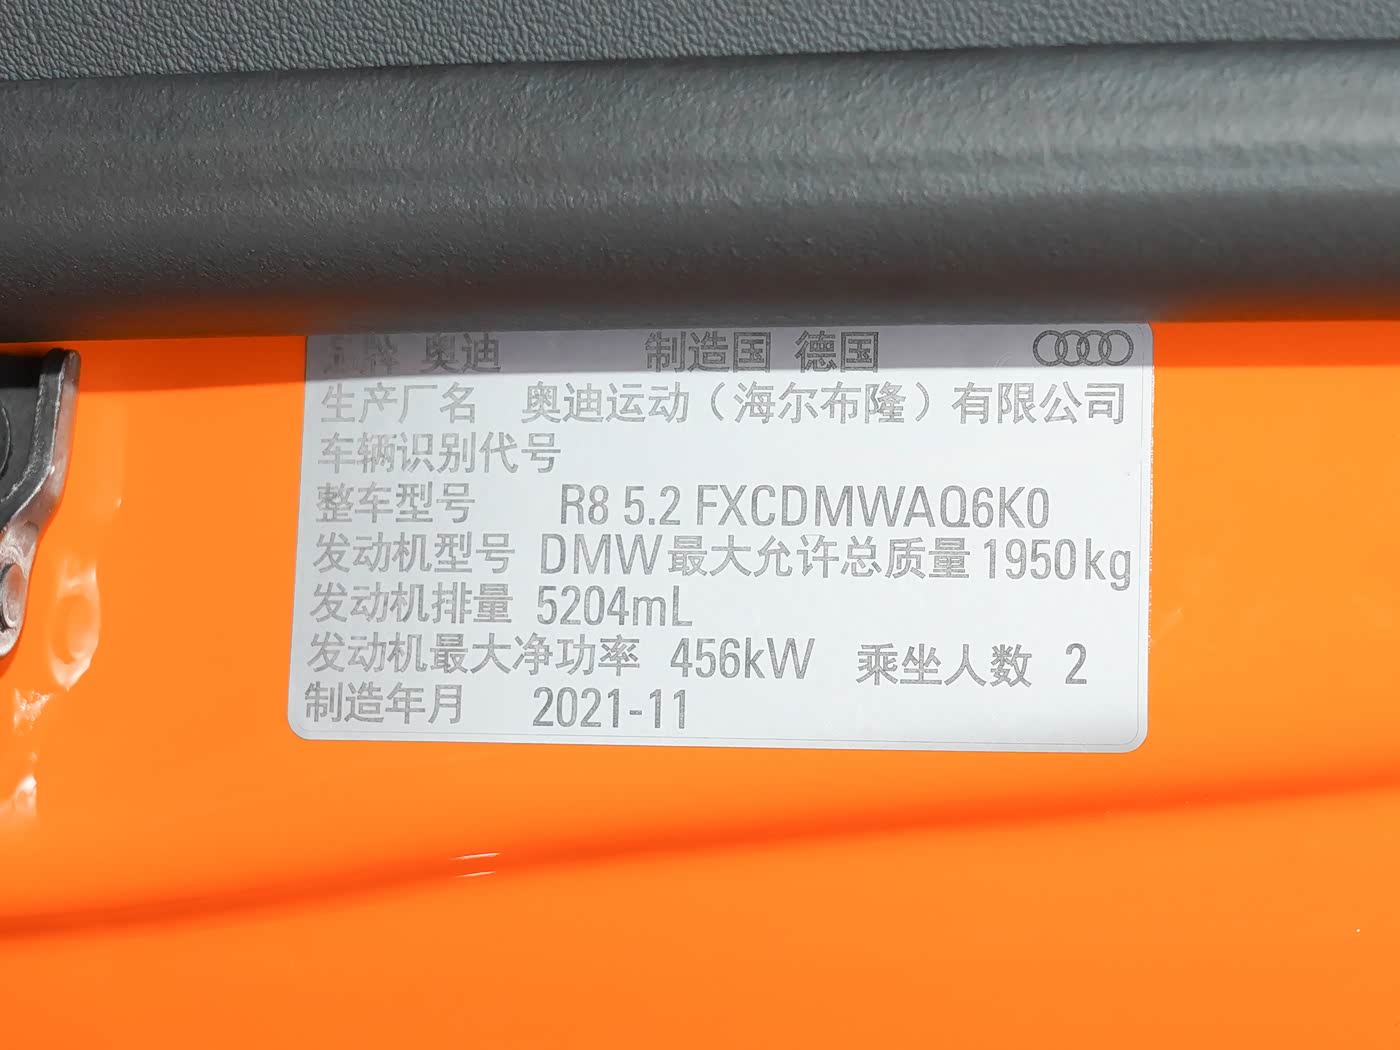 品牌 奥迪 制造国 德国
生产厂名 奥迪运动（海尔布隆）有限公司
车辆识别代号
整车型号 R8 5.2 FXCDMWAQ6K0
发动机型号 DMW 最大允许总质量 1950kg
发动机排量 5204mL
发动机最大净功率 456kW 乘坐人数 2
制造年月 2021-11